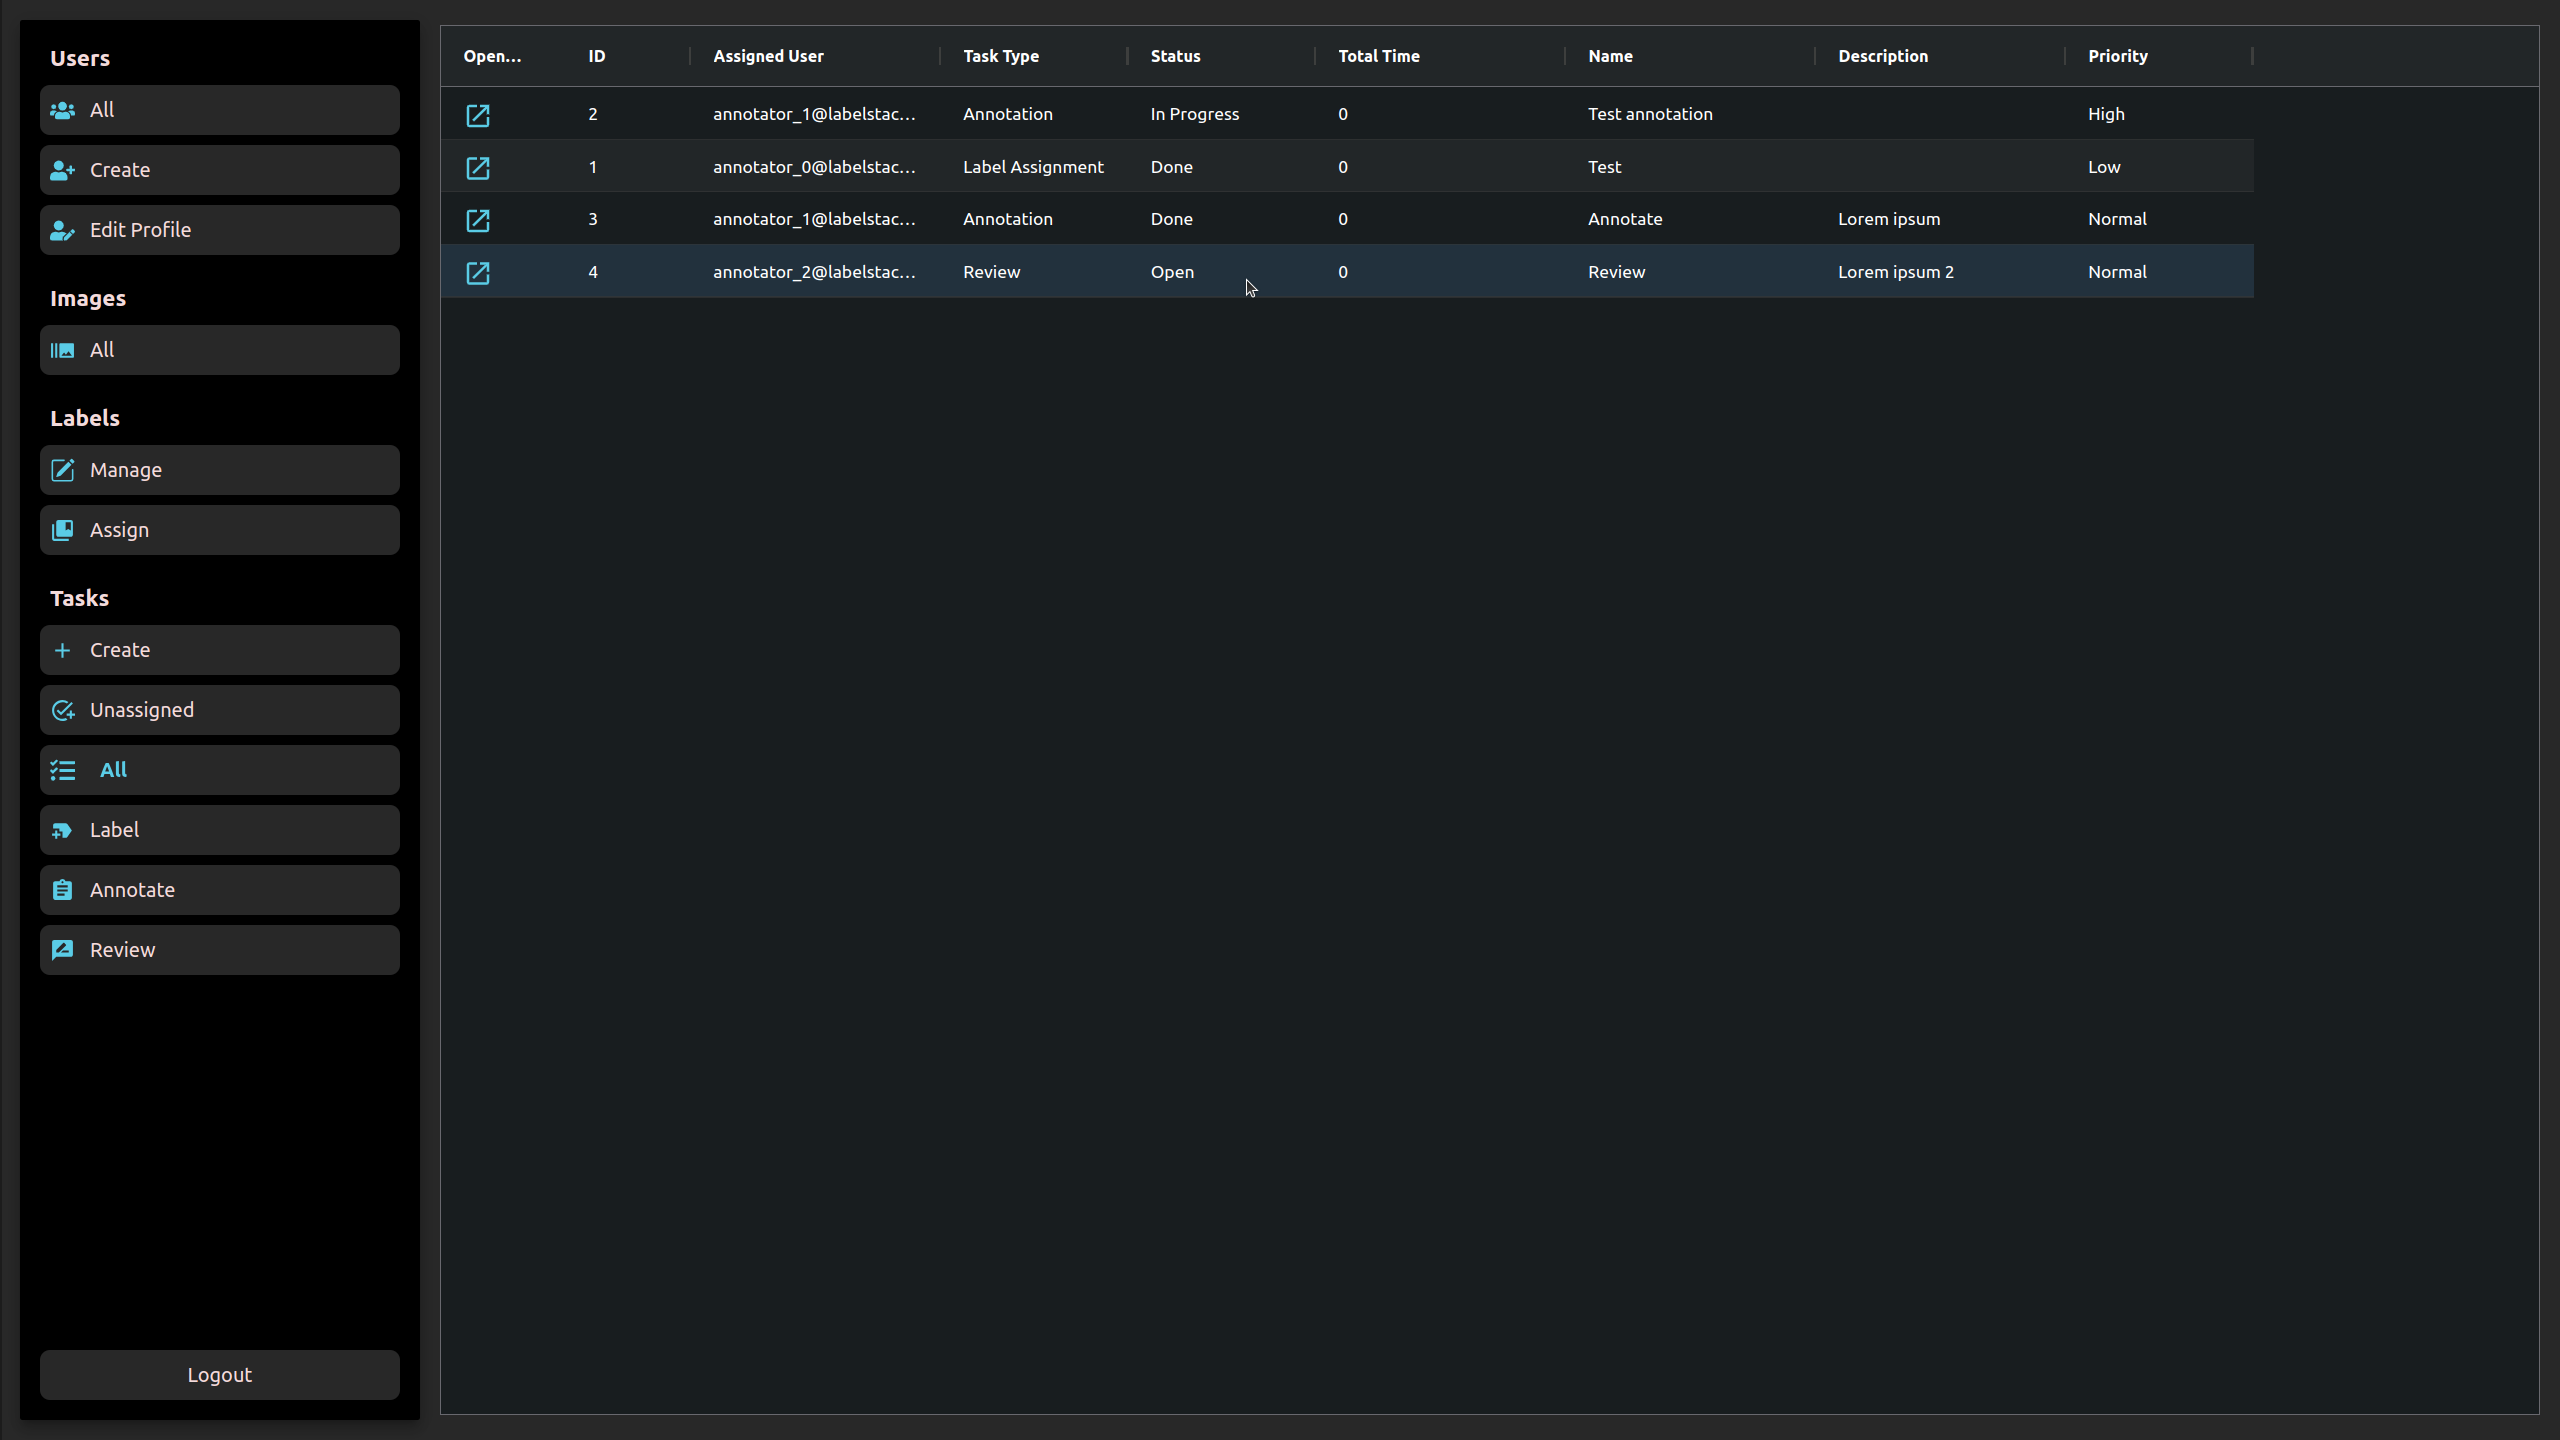 Users
All
Create
Edit Profile
Images
All
Labels
Manage
Assign
Tasks
Create
Unassigned
All
Label
Annotate
Review
Logout
Open... ID Assigned User Task Type Status Total Time Name Description Priority
2 annotator_1@labelstac... Annotation In Progress 0 Test annotation High
1 annotator_0@labelstac... Label Assignment Done 0 Test Low
3 annotator_1@labelstac... Annotation Done 0 Annotate Lorem ipsum Normal
4 annotator_2@labelstac... Review Open 0 Review Lorem ipsum 2 Normal